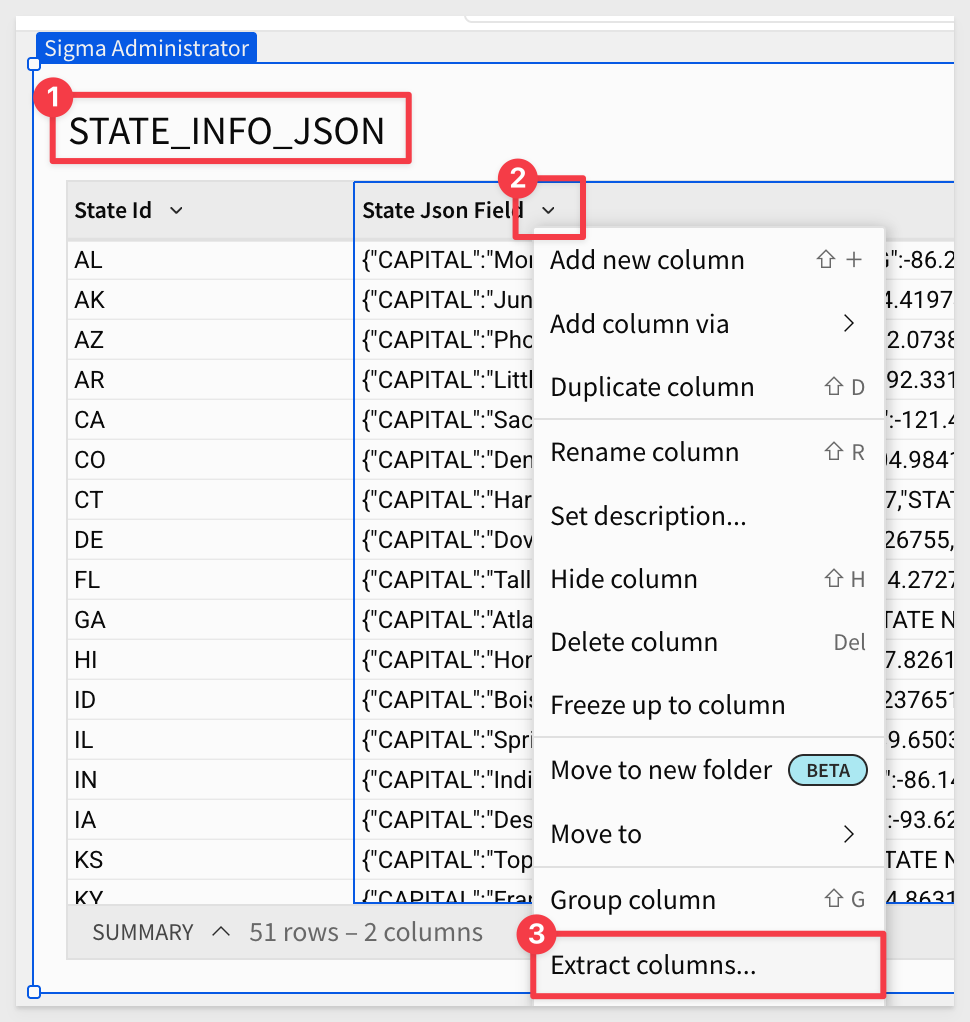 Sigma Administrator
1
STATE_INFO_JSON
2
State Id State Json Field
AL {"CAPITAL":"Mo ":-86.2
AK {"CAPITAL":"Jun 4.4197
AZ {"CAPITAL":"Pho 2.0738
AR {"CAPITAL":"Littl 92.331
CA {"CAPITAL":"Sac :-121.4
CO {"CAPITAL":"Den 4.984
CT {"CAPITAL":"Har 7,"STA
DE {"CAPITAL":"Dov 26755,
FL {"CAPITAL":"Tall 4.2727
GA {"CAPITAL":"Atla TATE N
HI {"CAPITAL":"Hon 7.8261
ID {"CAPITAL":"Bois 237651
IL {"CAPITAL":"Spri 9.6503
IN {"CAPITAL":"Indi ":-86.14
IA {"CAPITAL":"Des :-93.62
KS {"CAPITAL":"Top TATE N
KY {"CAPITAL":"Fran 4.8631
Add new column ⇧ +
Add column via
Duplicate column ⇧ D
Rename column ⇧ R
Set description...
Hide column ⇧ H
Delete column Del
Freeze up to column
Move to new folder BETA
Move to
Group column ⇧ G
3
Extract columns...
SUMMARY 51 rows – 2 columns